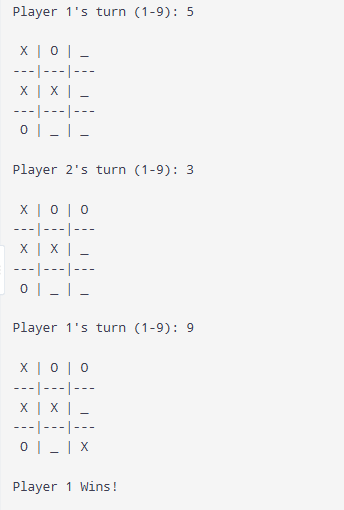 Player 1's turn (1-9): 5
X | O | _
---|---|---
X | X | _
---|---|---
O | _ | _
Player 2's turn (1-9): 3
X | O | O
---|---|---
X | X | _
---|---|---
O | _ | _
Player 1's turn (1-9): 9
X | O | O
---|---|---
X | X | _
---|---|---
O | _ | X
Player 1 Wins!